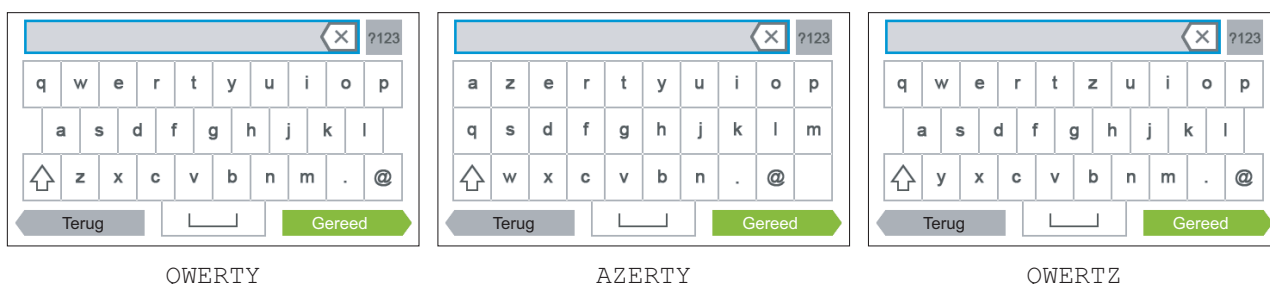 ?123
q w e r t y u i o p
a s d f g h j k l
z x c v b n m . @
Terug Gereed
QWERTY
?123
a z e r t y u i o p
q s d f g h j k l m
w x c v b n . @
Terug Gereed
AZERTY
?123
q w e r t z u i o p
a s d f g h j k l
y x c v b n m . @
Terug Gereed
QWERTZ